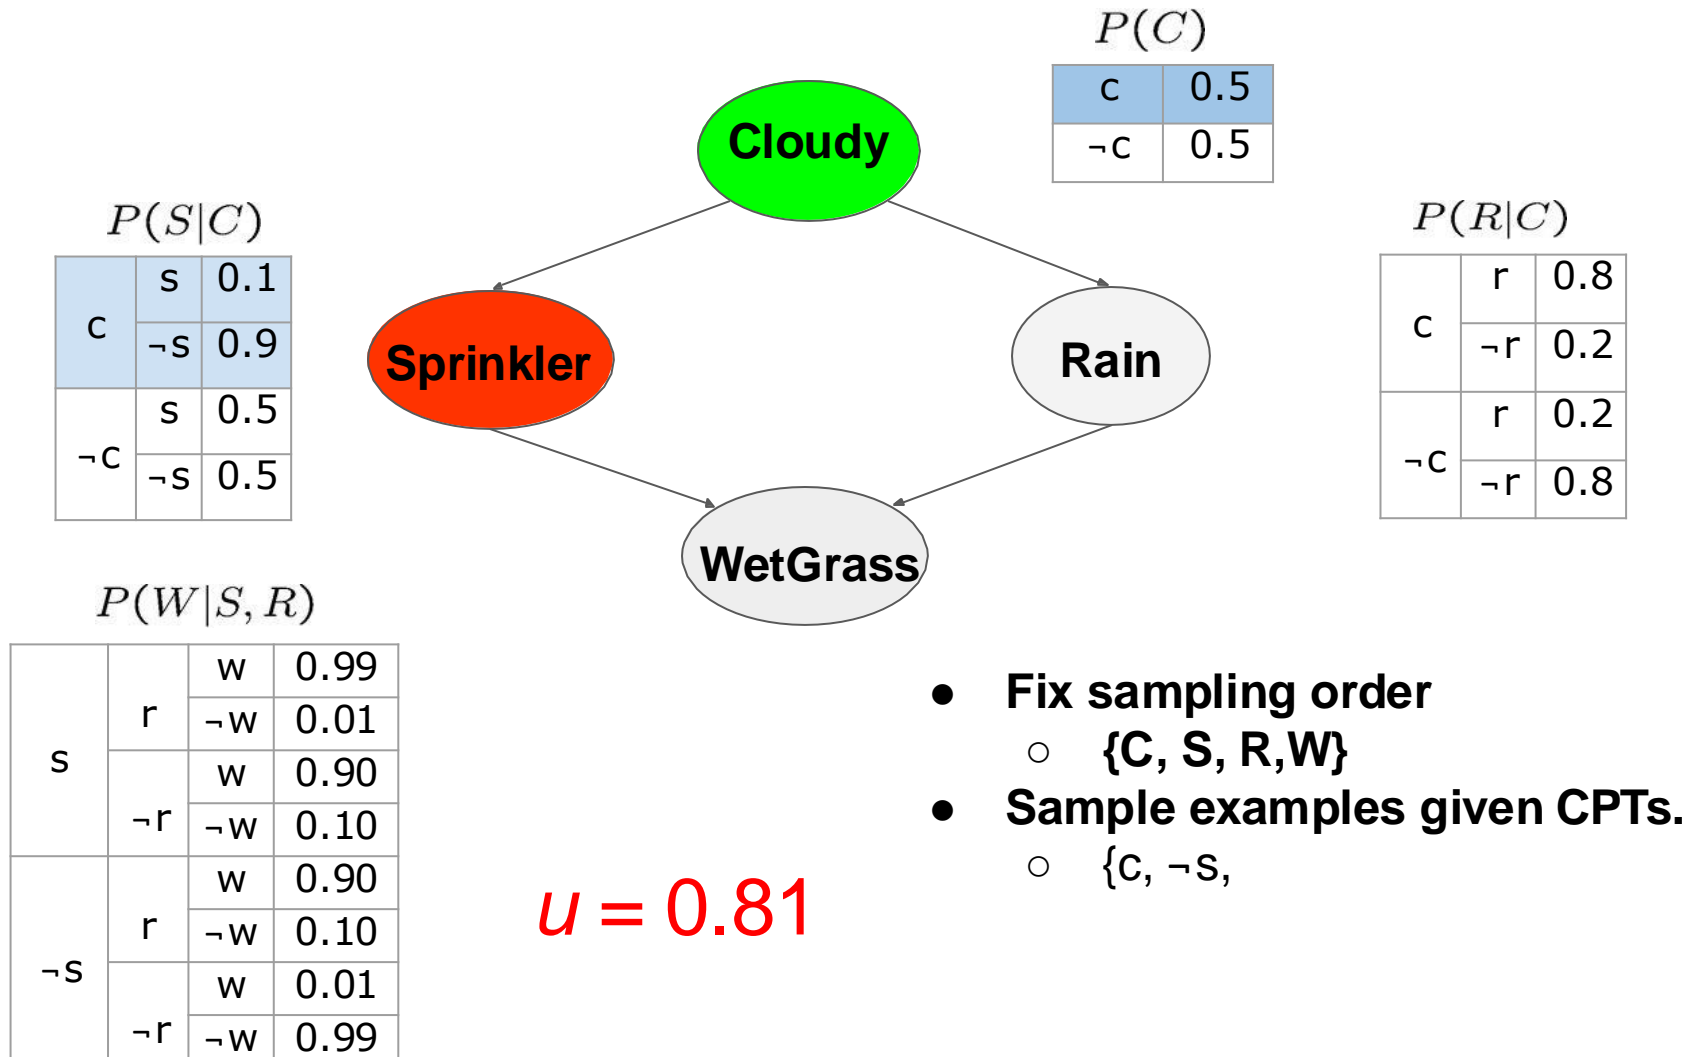 P(C)
c 0.5
¬c 0.5
Cloudy
P(S|C)
c s 0.1
¬s 0.9
¬c s 0.5
¬s 0.5
Sprinkler
Rain
P(R|C)
c r 0.8
¬r 0.2
¬c r 0.2
¬r 0.8
WetGrass
P(W|S, R)
s r w 0.99
¬w 0.01
¬r w 0.90
¬w 0.10
¬s r w 0.90
¬w 0.10
¬r w 0.01
¬w 0.99
u = 0.81
● Fix sampling order
○ {C, S, R,W}
● Sample examples given CPTs.
○ {c, ¬s,